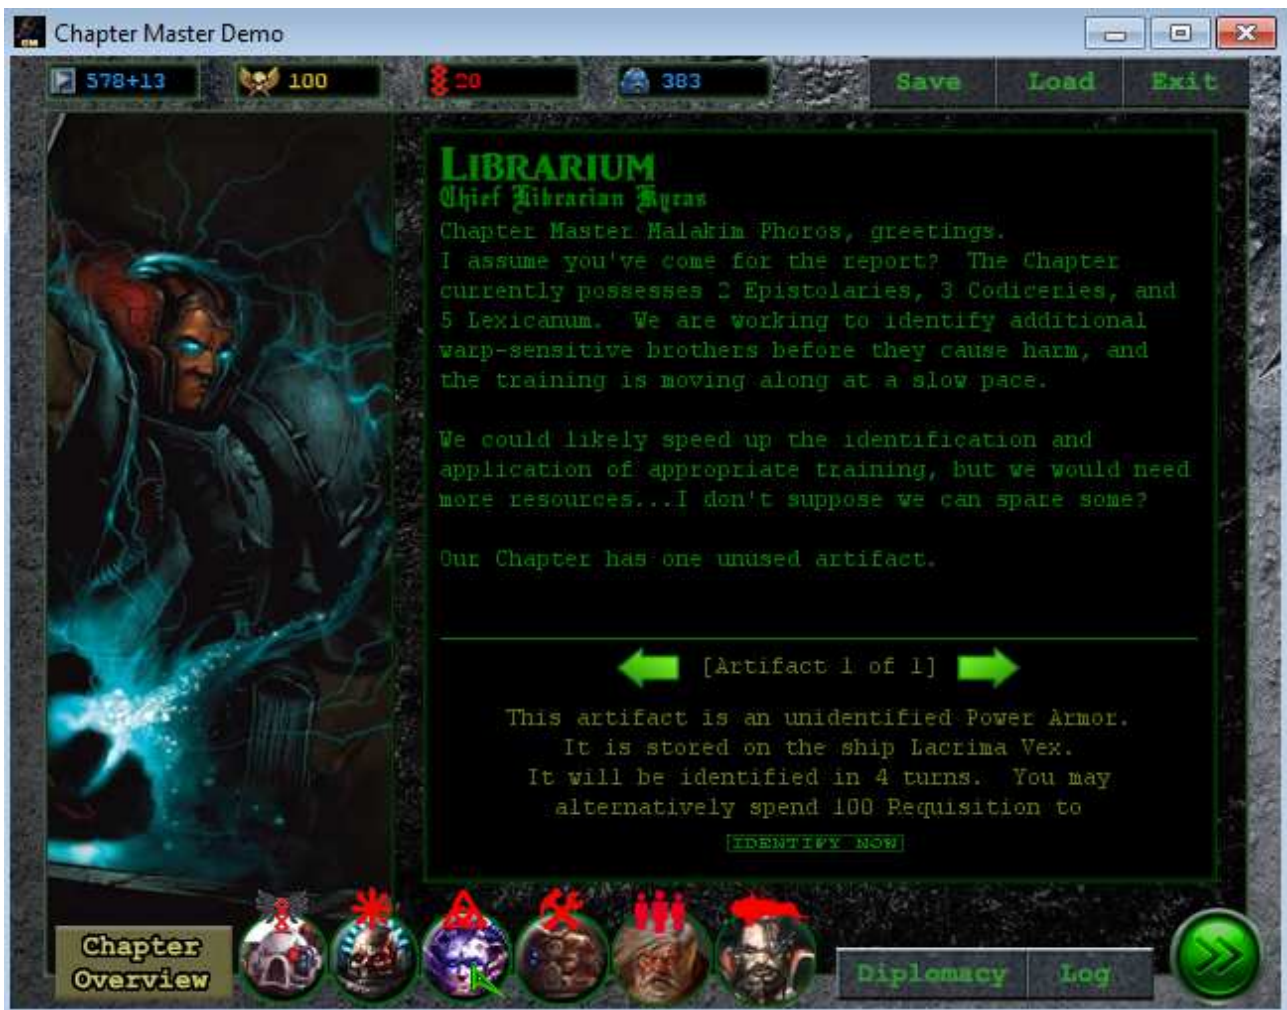 Chapter Master Demo
578+13
100
20
383
Save
Load
Exit
LIBRARIUM
Chief Librarian Kyras
Chapter Master Malakim Phoros, greetings.
I assume you've come for the report?  The Chapter
currently possesses 2 Epistolaries, 3 Codiceries, and
5 Lexicanum.  We are working to identify additional
warp-sensitive brothers before they cause harm, and
the training is moving along at a slow pace.
We could likely speed up the identification and
application of appropriate training, but we would need
more resources...I don't suppose we can spare some?
Our Chapter has one unused artifact.
[Artifact 1 of 1]
This artifact is an unidentified Power Armor.
It is stored on the ship Lacrima Vex.
It will be identified in 4 turns.  You may
alternatively spend 100 Requisition to
IDENTIFY NOW
Chapter
Overview
Diplomacy
Log